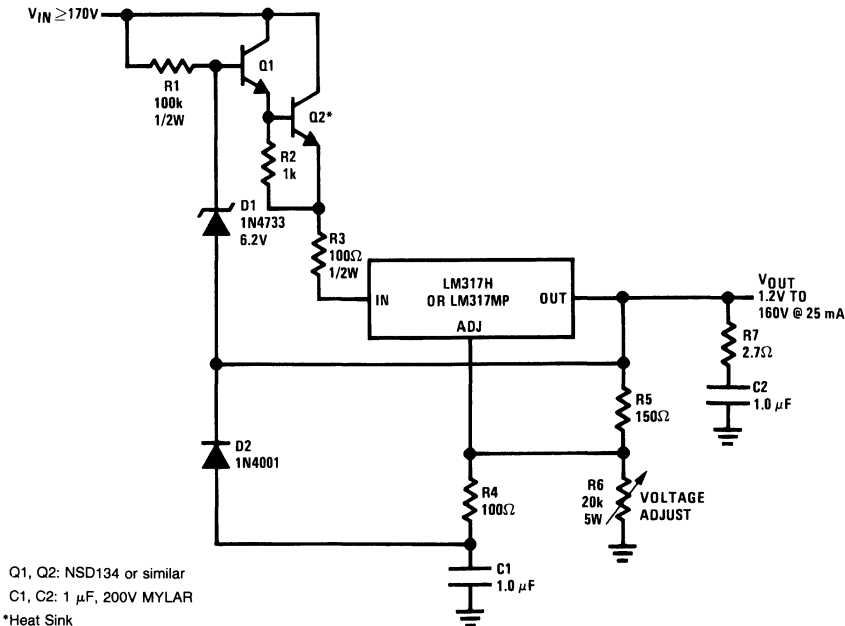 VIN ≥170V
R1
100k
1/2W
Q1
Q2*
R2
1k
D1
1N4733
6.2V
R3
100Ω
1/2W
LM317H
OR LM317MP
IN
OUT
ADJ
VOUT
1.2V TO
160V @ 25 mA
R7
2.7Ω
C2
1.0 μF
R5
150Ω
D2
1N4001
R4
100Ω
R6
20k
5W
VOLTAGE
ADJUST
C1
1.0 μF
Q1, Q2: NSD134 or similar
C1, C2: 1 μF, 200V MYLAR
*Heat Sink